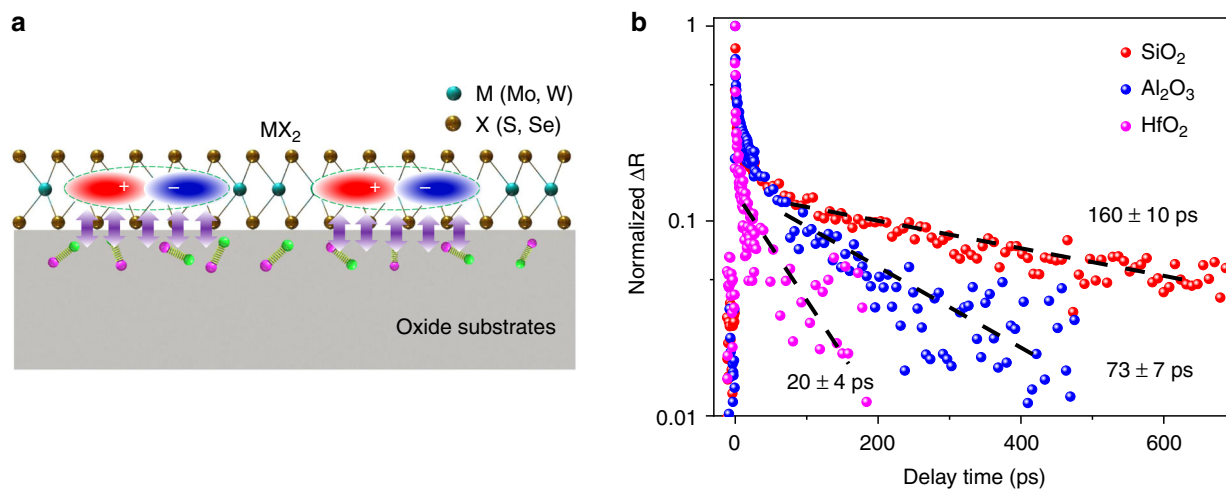 a
M (Mo, W)
X (S, Se)
MX₂
+
−
+
−
Oxide substrates
b
Normalized ΔR
1
0.1
0.01
SiO₂
Al₂O₃
HfO₂
160 ± 10 ps
73 ± 7 ps
20 ± 4 ps
0
200
400
600
Delay time (ps)